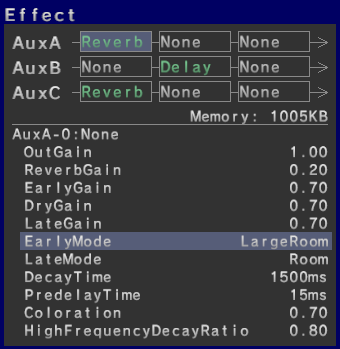 Effect
AuxA Reverb None None
AuxB None Delay None
AuxC Reverb None None
Memory: 1005KB
AuxA-0:None
OutGain 1.00
ReverbGain 0.20
EarlyGain 0.70
DryGain 0.70
LateGain 0.70
EarlyMode LargeRoom
LateMode Room
DecayTime 1500ms
PredelayTime 15ms
Coloration 0.70
HighFrequencyDecayRatio 0.80